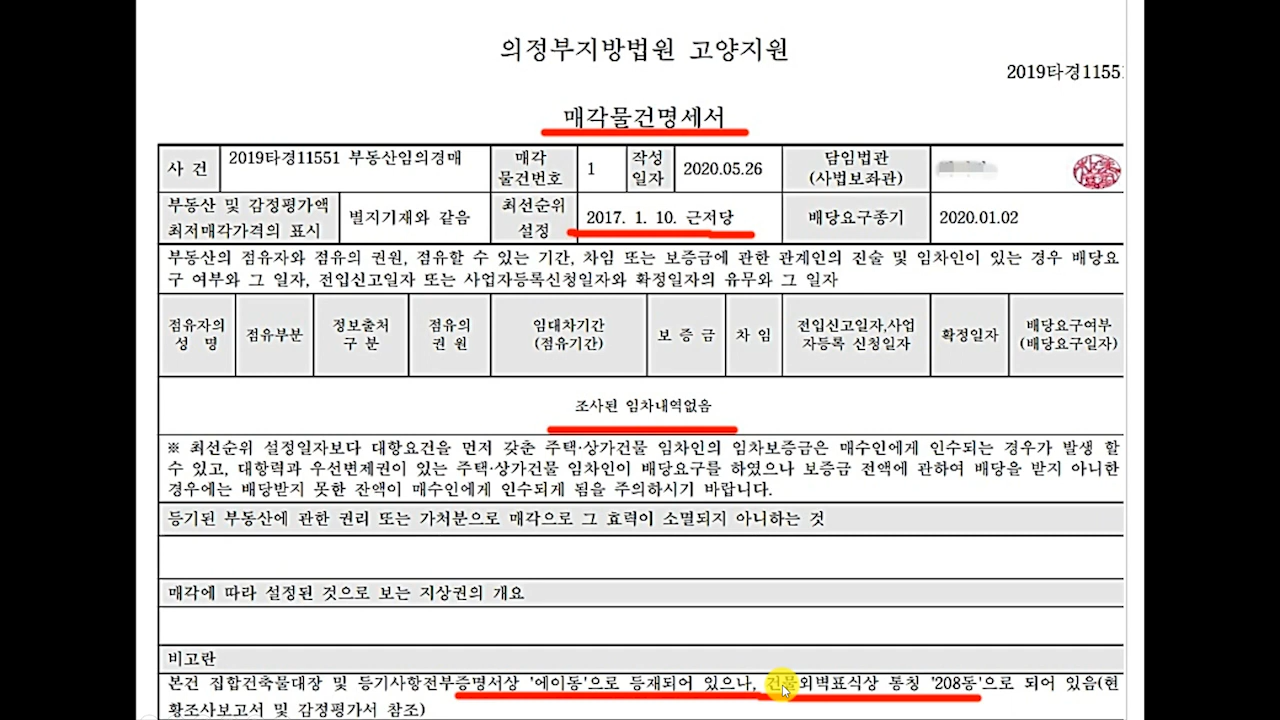 의정부지방법원 고양지원
2019타경1155
매각물건명세서
사 건
2019타경11551 부동산임의경매
매각
물건번호
1
작성
일자
2020.05.26
담임법관
(사법보좌관)
부동산 및 감정평가액
최저매각가격의 표시
별지기재와 같음
최선순위
설정
2017. 1. 10. 근저당
배당요구종기
2020.01.02
부동산의 점유자와 점유의 권원, 점유할 수 있는 기간, 차임 또는 보증금에 관한 관계인의 진술 및 임차인이 있는 경우 배당요
구 여부와 그 일자, 전입신고일자 또는 사업자등록신청일자와 확정일자의 유무와 그 일자
점유자의
성 명
점유부분
정보출처
구 분
점유의
권 원
임대차기간
(점유기간)
보 증 금
차 임
전입신고일자,사업
자등록 신청일자
확정일자
배당요구여부
(배당요구일자)
조사된 임차내역없음
※ 최선순위 설정일자보다 대항요건을 먼저 갖춘 주택·상가건물 임차인의 임차보증금은 매수인에게 인수되는 경우가 발생 할
수 있고, 대항력과 우선변제권이 있는 주택·상가건물 임차인이 배당요구를 하였으나 보증금 전액에 관하여 배당을 받지 아니한
경우에는 배당받지 못한 잔액이 매수인에게 인수되게 됨을 주의하시기 바랍니다.
등기된 부동산에 관한 권리 또는 가처분으로 매각으로 그 효력이 소멸되지 아니하는 것
매각에 따라 설정된 것으로 보는 지상권의 개요
비고란
본건 집합건축물대장 및 등기사항전부증명서상 '에이동'으로 등재되어 있으나, 건물외벽표식상 통칭 '208동'으로 되어 있음(현
황조사보고서 및 감정평가서 참조)